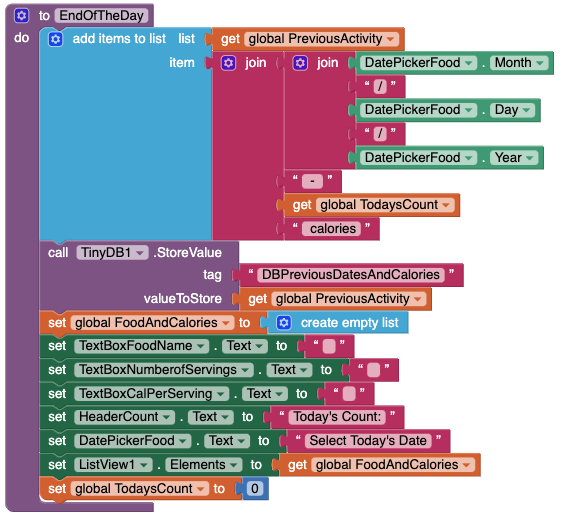 to EndOfTheDay
do add items to list list get global PreviousActivity
item join join DatePickerFood . Month
" / "
DatePickerFood . Day
" / "
DatePickerFood . Year
" - "
get global TodaysCount
" calories "
call TinyDB1 .StoreValue
tag " DBPreviousDatesAndCalories "
valueToStore get global PreviousActivity
set global FoodAndCalories to create empty list
set TextBoxFoodName . Text to " "
set TextBoxNumberofServings . Text to " "
set TextBoxCalPerServing . Text to " "
set HeaderCount . Text to " Today's Count: "
set DatePickerFood . Text to " Select Today's Date "
set ListView1 . Elements to get global FoodAndCalories
set global TodaysCount to 0